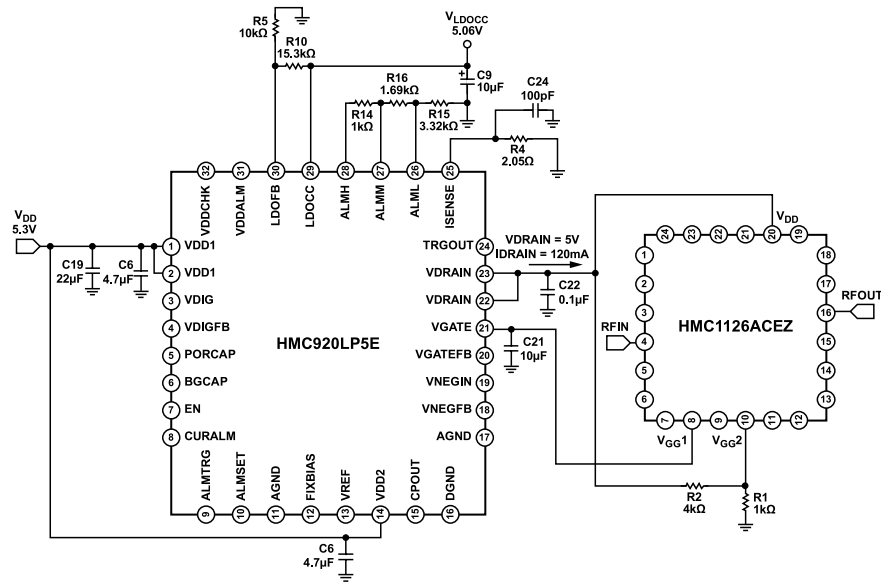 R5
10kΩ
R10
15.3kΩ
VLDOCC
5.06V
+
C9
10µF
R16
1.69kΩ
R14
1kΩ
R15
3.32kΩ
C24
100pF
R4
2.05Ω
32
31
30
29
28
27
26
25
VDDCHK
VDDALM
LDOFB
LDOCC
ALMH
ALMM
ALML
ISENSE
VDD
5.3V
C19
22µF
C6
4.7µF
1 VDD1
2 VDD1
3 VDIG
4 VDIGFB
5 PORCAP
6 BGCAP
7 EN
8 CURALM
HMC920LP5E
TRGOUT 24
VDRAIN 23
VDRAIN 22
VGATE 21
VGATEFB 20
VNEGIN 19
VNEGFB 18
AGND 17
ALMTRG
ALMSET
AGND
FIXBIAS
VREF
VDD2
CPOUT
DGND
9
10
11
12
13
14
15
16
C6
4.7µF
VDRAIN = 5V
IDRAIN = 120mA
C22
0.1µF
C21
10µF
VDD
24
23
22
21
20
19
1
2
3
4
5
6
18
17
16
15
14
13
RFIN
RFOUT
HMC1126ACEZ
7
8
9
10
11
12
VGG1
VGG2
R2
4kΩ
R1
1kΩ